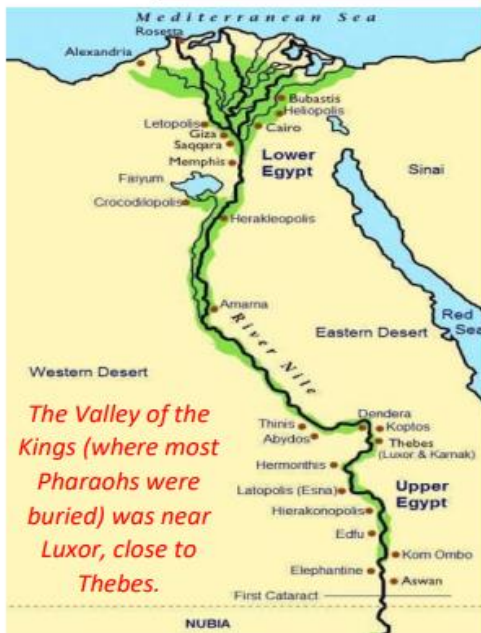 Mediterranean Sea
Rosetta
Alexandria
Bubastis
Heliopolis
Letopolis
Giza
Cairo
Saqqara
Memphis
Lower
Egypt
Sinai
Faiyum
Crocodilopolis
Herakleopolis
Amarna
River Nile
Red
Sea
Eastern Desert
Western Desert
The Valley of the
Kings (where most
Pharaohs were
buried) was near
Luxor, close to
Thebes.
Dendera
Thinis
Koptos
Abydos
Thebes
(Luxor & Karnak)
Hermonthis
Latopolis (Esna)
Upper
Egypt
Hierakonopolis
Edfu
Kom Ombo
Elephantine
Aswan
First Cataract
NUBIA